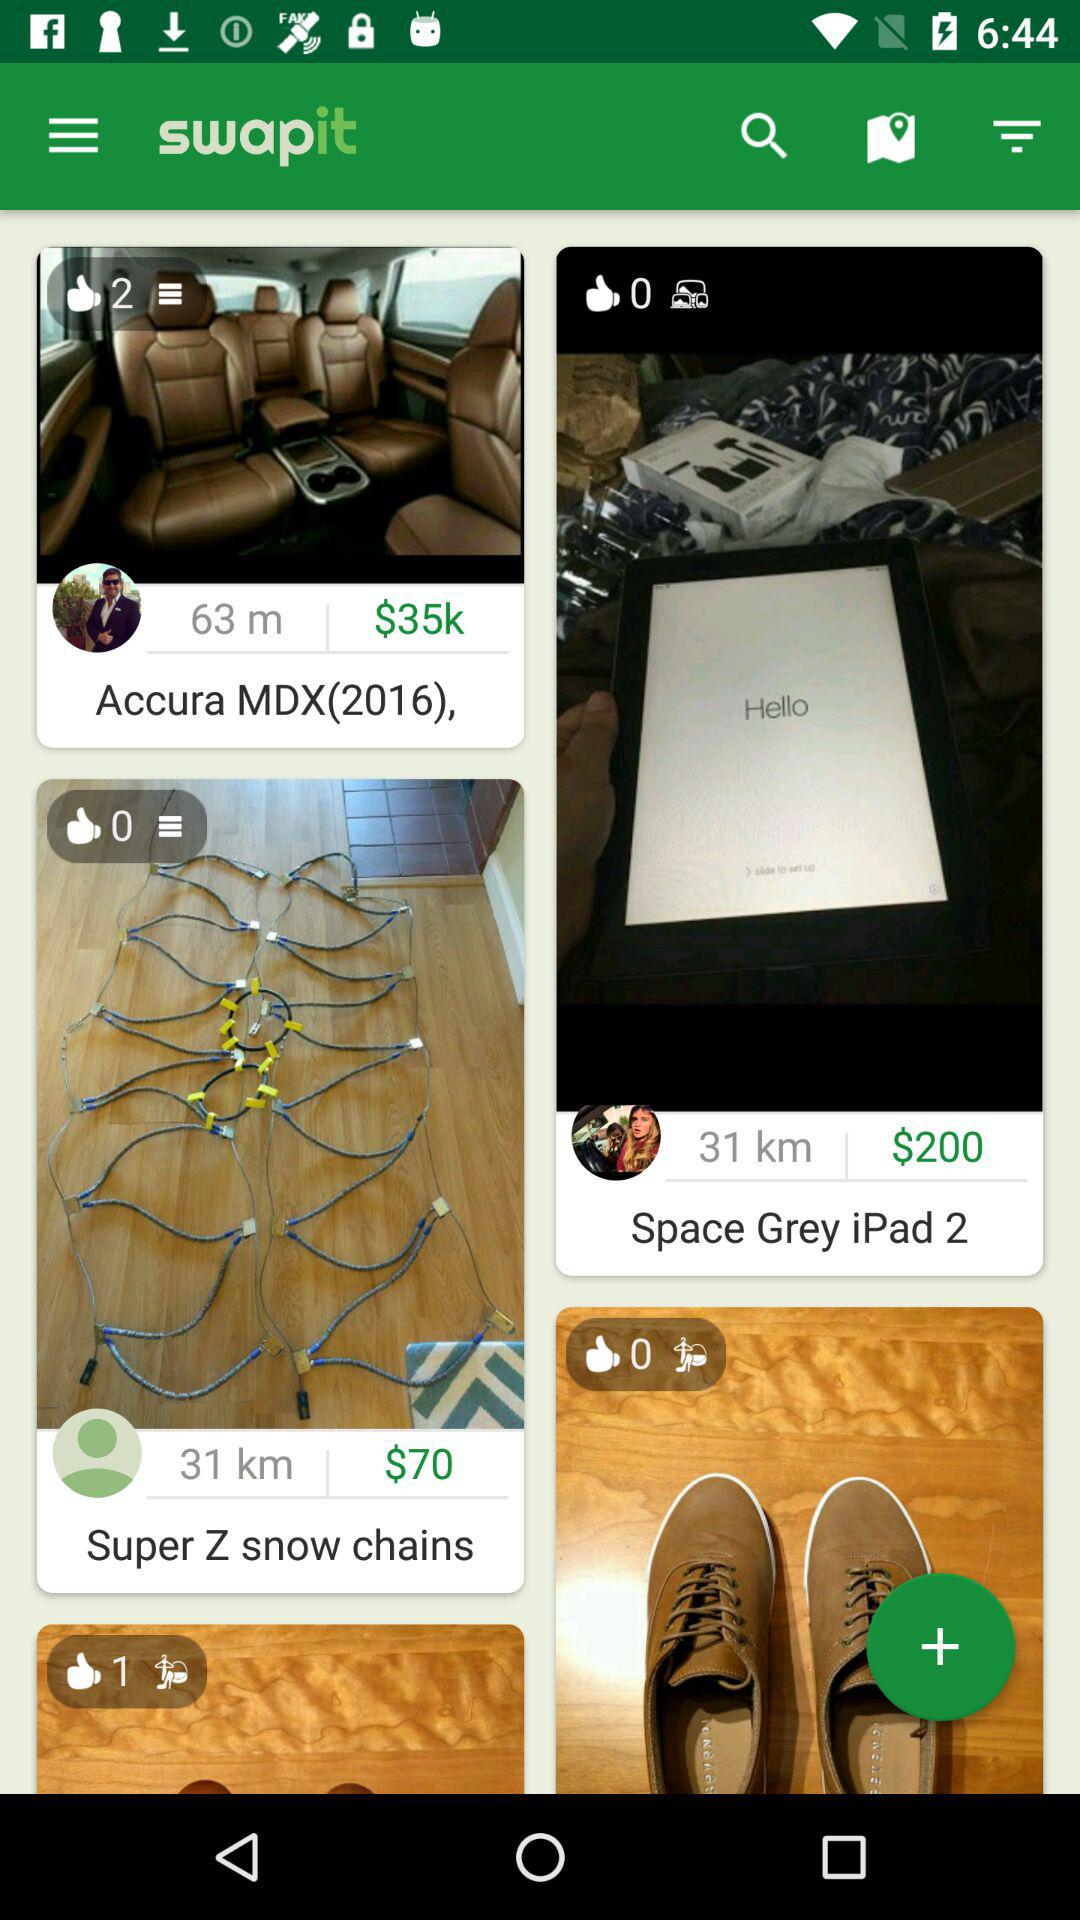 FAKE
6:44
swapit
2
63 m
$35k
Accura MDX(2016),
0
Hello
> slide to set up
31 km
$200
Space Grey iPad 2
0
31 km
$70
Super Z snow chains
0
1